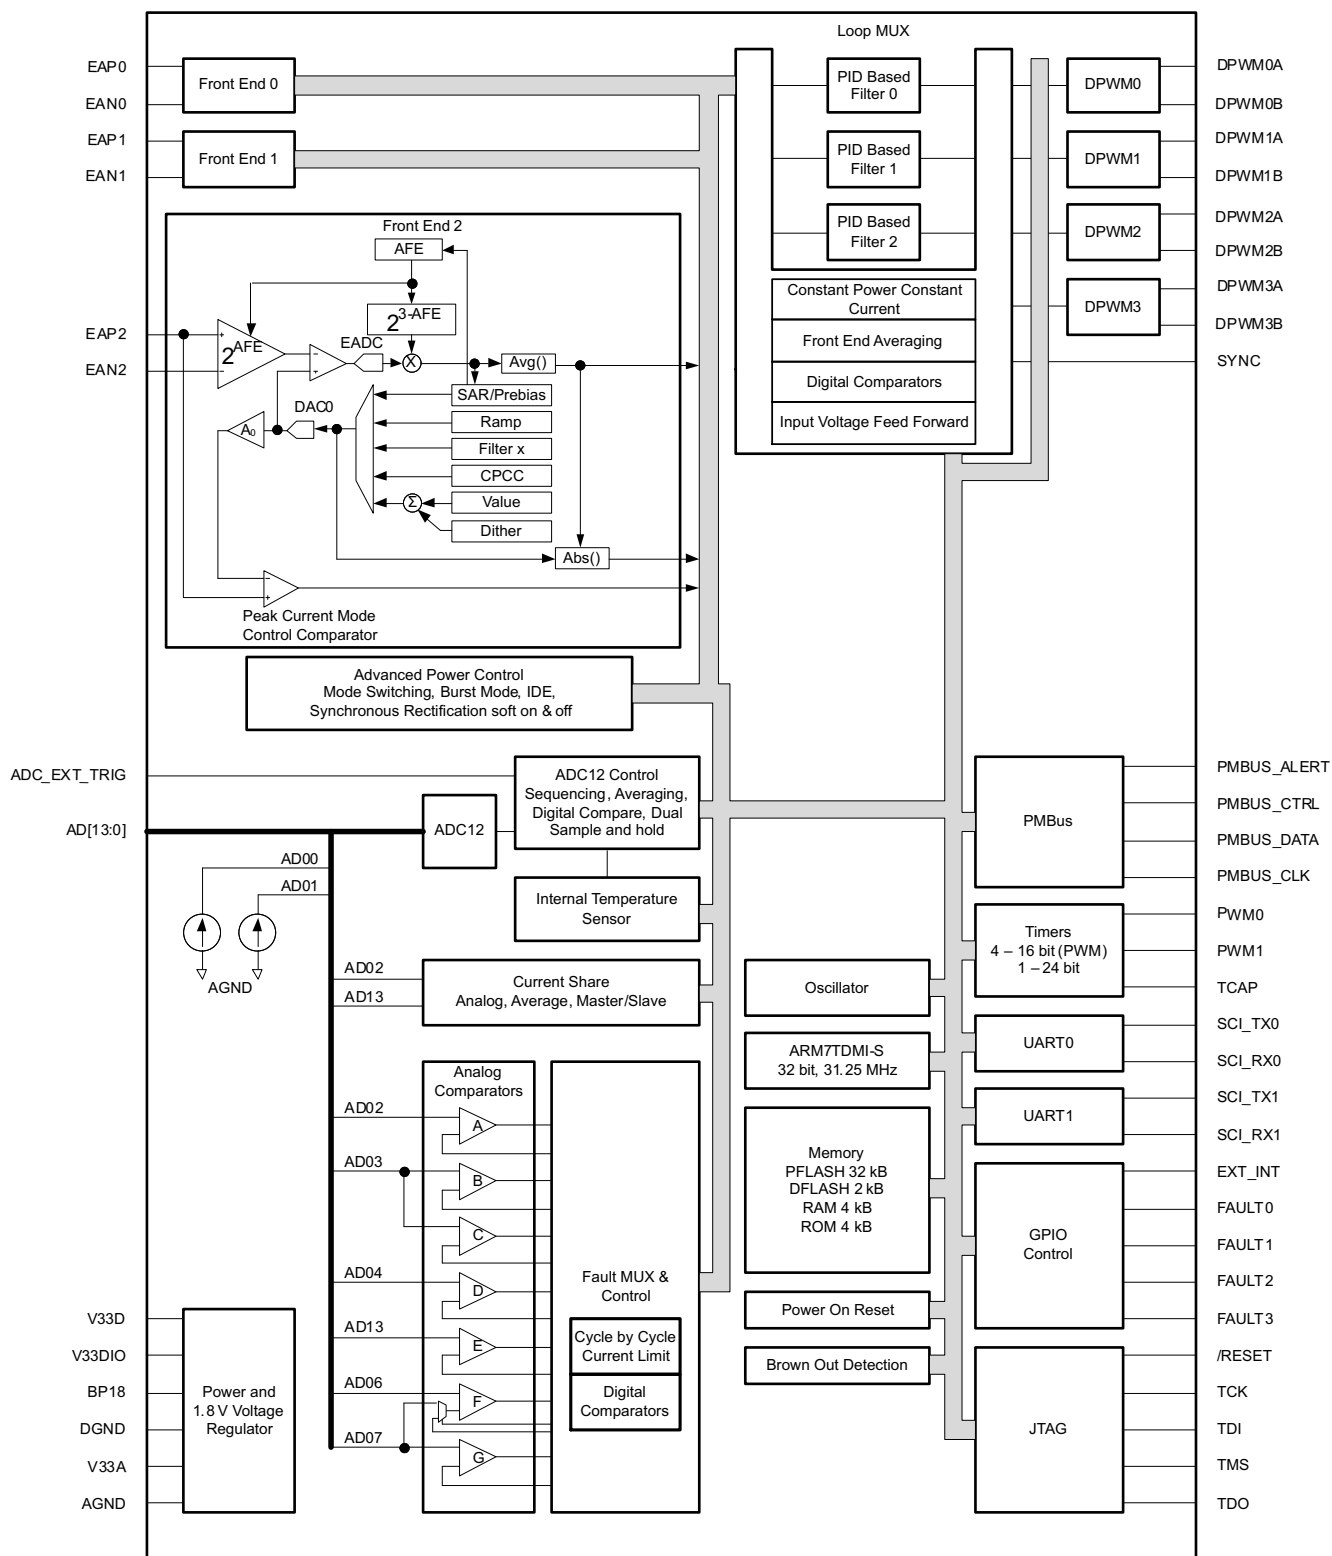 Loop MUX
EAP0
EAN0
EAP1
EAN1
Front End 0
Front End 1
PID Based
Filter 0
PID Based
Filter 1
PID Based
Filter 2
DPWM0
DPWM1
DPWM2
DPWM3
DPWM0A
DPWM0B
DPWM1A
DPWM1B
DPWM2A
DPWM2B
DPWM3A
DPWM3B
SYNC
Constant Power Constant
Current
Front End Averaging
Digital Comparators
Input Voltage Feed Forward
Front End 2
AFE
2 3-AFE
EAP2
EAN2
+
−
2 AFE
−
+
EADC
X
Avg()
SAR/Prebias
Ramp
Filter x
CPCC
Value
Dither
Σ
DAC0
A0
Abs()
−
+
Peak Current Mode
Control Comparator
Advanced Power Control
Mode Switching, Burst Mode, IDE,
Synchronous Rectification soft on & off
ADC_EXT_TRIG
AD[13:0]
ADC12
ADC12 Control
Sequencing, Averaging,
Digital Compare, Dual
Sample and hold
AD00
AD01
AGND
Internal Temperature
Sensor
AD02
AD13
Current Share
Analog, Average, Master/Slave
Analog
Comparators
AD02
AD03
AD04
AD13
AD06
AD07
A
B
C
D
E
F
G
Fault MUX &
Control
Cycle by Cycle
Current Limit
Digital
Comparators
V33D
V33DIO
BP18
DGND
V33A
AGND
Power and
1.8 V Voltage
Regulator
Oscillator
ARM7TDMI-S
32 bit, 31.25 MHz
Memory
PFLASH 32 kB
DFLASH 2 kB
RAM 4 kB
ROM 4 kB
Power On Reset
Brown Out Detection
PMBus
Timers
4 – 16 bit (PWM)
1 – 24 bit
UART0
UART1
GPIO
Control
JTAG
PMBUS_ALERT
PMBUS_CTRL
PMBUS_DATA
PMBUS_CLK
PWM0
PWM1
TCAP
SCI_TX0
SCI_RX0
SCI_TX1
SCI_RX1
EXT_INT
FAULT0
FAULT1
FAULT2
FAULT3
/RESET
TCK
TDI
TMS
TDO